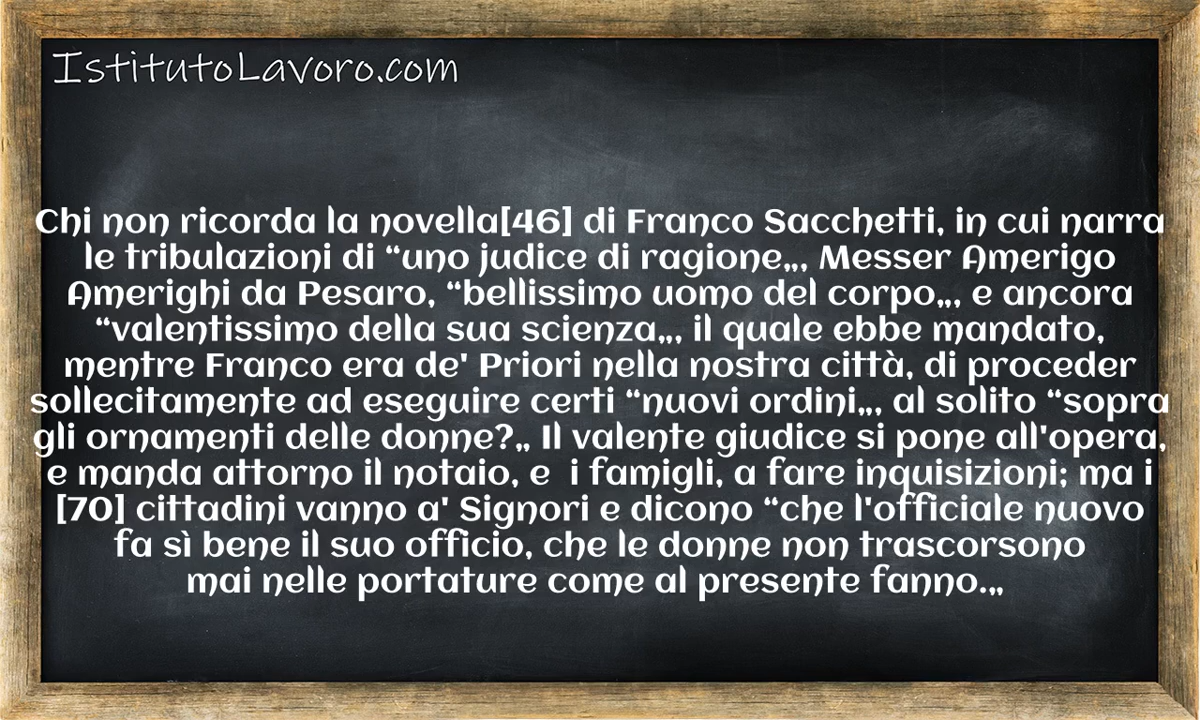 IstitutoLavoro.com
Chi non ricorda la novella[46] di Franco Sacchetti, in cui narra
le tribulazioni di “uno judice di ragione„, Messer Amerigo
Amerighi da Pesaro, “bellissimo uomo del corpo„, e ancora
“valentissimo della sua scienza„, il quale ebbe mandato,
mentre Franco era de' Priori nella nostra città, di proceder
sollecitamente ad eseguire certi “nuovi ordini„, al solito “sopra
gli ornamenti delle donne?„ Il valente giudice si pone all'opera,
e manda attorno il notaio, e  i famigli, a fare inquisizioni; ma i
[70] cittadini vanno a' Signori e dicono “che l'officiale nuovo
fa sì bene il suo officio, che le donne non trascorsono
mai nelle portature come al presente fanno.„